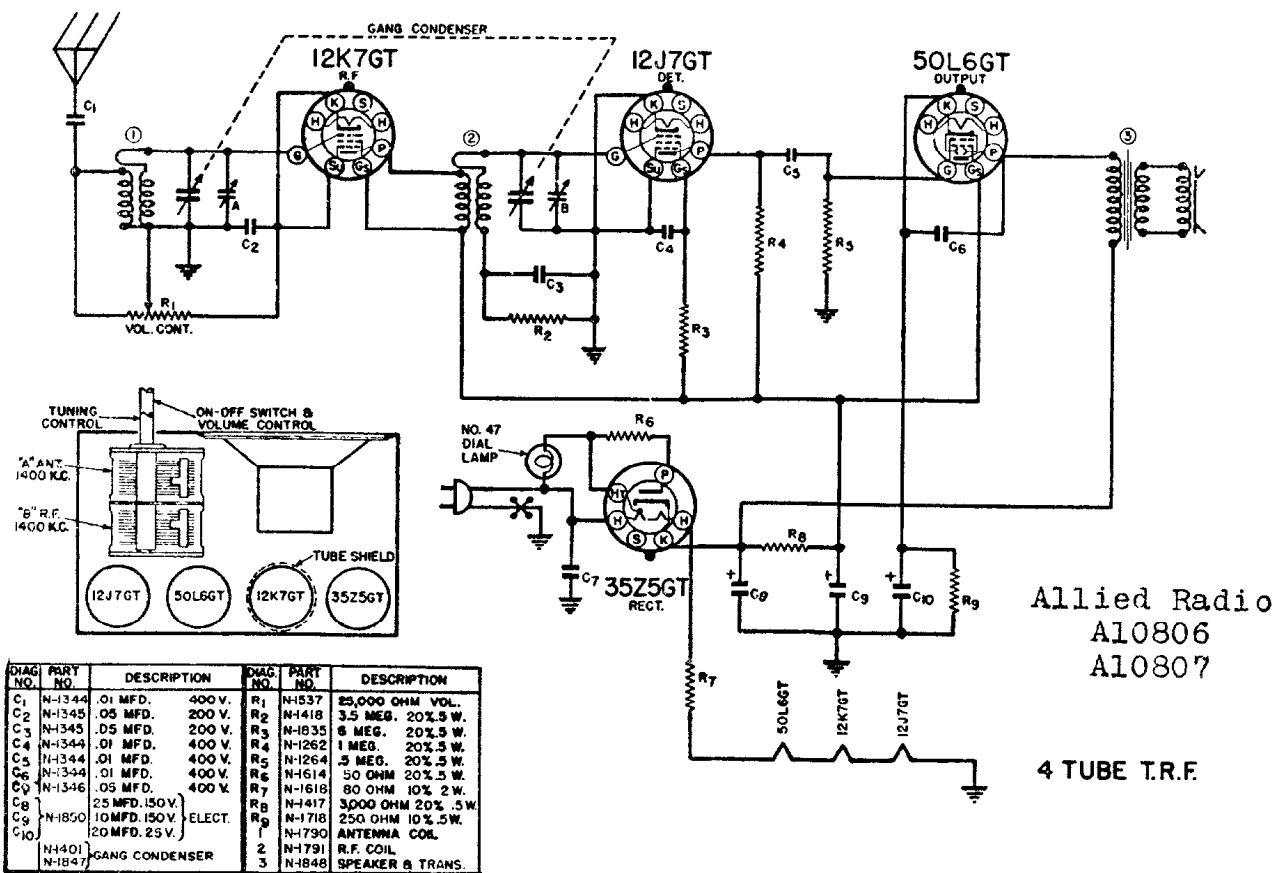 GANG CONDENSER
12K7GT
R.F
12J7GT
DET.
50L6GT
OUTPUT
C1
1
2
3
K S
H H
G P
Su Gs
K S
H H
G P
Su Gs
K S
H H
P
G Gs
A
B
C2
C5
C4
C6
R4
R5
R1
VOL. CONT.
C3
R2
R3
TUNING CONTROL
ON-OFF SWITCH & VOLUME CONTROL
"A" ANT. 1400 K.C.
"B" R.F. 1400 K.C.
TUBE SHIELD
12J7GT
50L6GT
12K7GT
35Z5GT
NO. 47 DIAL LAMP
R6
P
HT
H H
S K
C7
35Z5GT
RECT.
R8
+ C8
+ C9
+ C10
R9
R7
50L6GT
12K7GT
12J7GT
Allied Radio
A10806
A10807
4 TUBE T.R.F.
DIAG. NO. PART NO. DESCRIPTION DIAG. NO. PART NO. DESCRIPTION
C1 N-1344 .01 MFD. 400 V. R1 N-1537 25,000 OHM VOL.
C2 N-1345 .05 MFD. 200 V. R2 N-1418 3.5 MEG. 20% .5 W.
C3 N-1345 .05 MFD. 200 V. R3 N-1835 6 MEG. 20% .5 W.
C4 N-1344 .01 MFD. 400 V. R4 N-1262 1 MEG. 20% .5 W.
C5 N-1344 .01 MFD. 400 V. R5 N-1264 .5 MEG. 20% .5 W.
C6 N-1344 .01 MFD. 400 V. R6 N-1614 50 OHM 20% .5 W.
N-1346 .05 MFD. 400 V. R7 N-1618 80 OHM 10% 2 W.
C8 25 MFD. 150 V. R8 N-1417 3,000 OHM 20% .5 W.
C9 N-1850 10 MFD. 150 V. ELECT. R9 N-1718 250 OHM 10% .5W.
C10 20 MFD. 25 V. 1 N-1790 ANTENNA COIL
N-1401 GANG CONDENSER 2 N-1791 R.F. COIL
N-1847 3 N-1848 SPEAKER & TRANS.